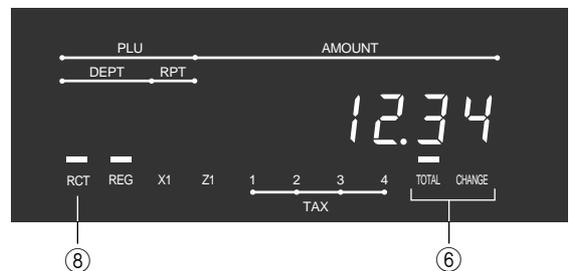 PLU AMOUNT
DEPT RPT
12.34
RCT REG X1 Z1 1 2 3 4 TOTAL CHANGE
TAX
⑧ ⑥